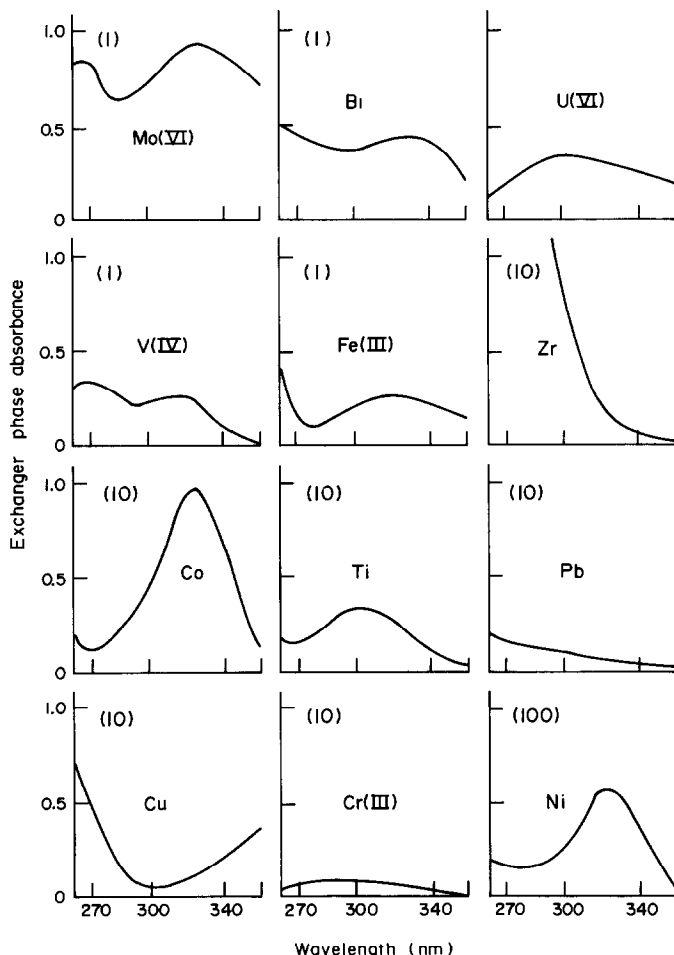 1.0
(1)
(1)
Mo(VI)
Bi
U(VI)
0.5
0
1.0
(1)
(1)
(10)
V(IV)
Fe(III)
Zr
0.5
0
1.0
(10)
(10)
(10)
Co
Ti
Pb
0.5
0
1.0
(10)
(10)
(100)
Cu
Cr(III)
Ni
0.5
0
270 300 340
270 300 340
270 300 340
Exchanger phase absorbance
Wavelength (nm)